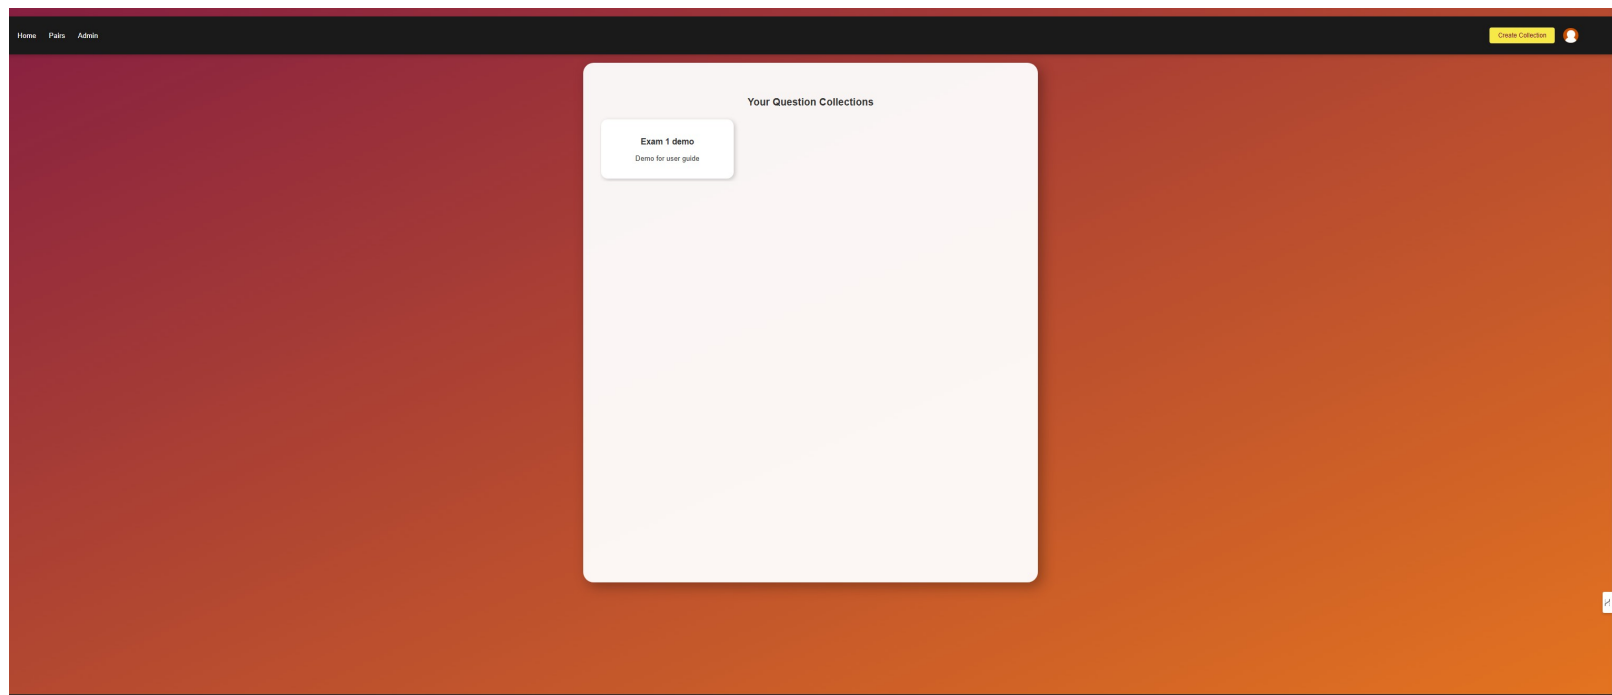 Home Pairs Admin
Create Collection
Your Question Collections
Exam 1 demo
Demo for user guide